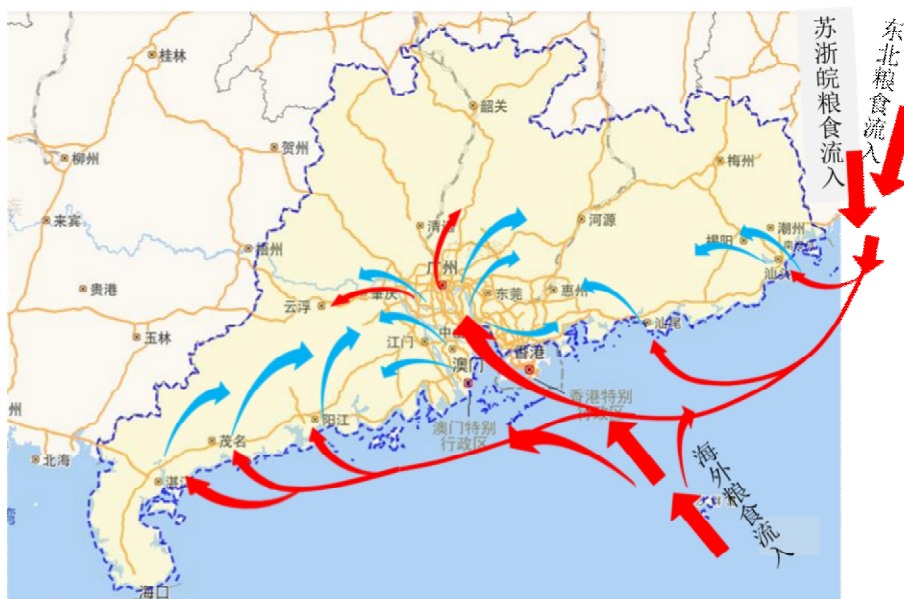 苏浙皖粮食流入
东北粮食流入
桂林
韶关
贺州
柳州
梅州
来宾
清远
河源
潮州
揭阳
梧州
汕头
广州
贵港
云浮
肇庆
东莞
惠州
汕尾
玉林
江门
香港
澳门
香港特别
行政区
阳江
澳门特别
行政区
茂名
北海
湛江
海外粮食流入
湾
海口